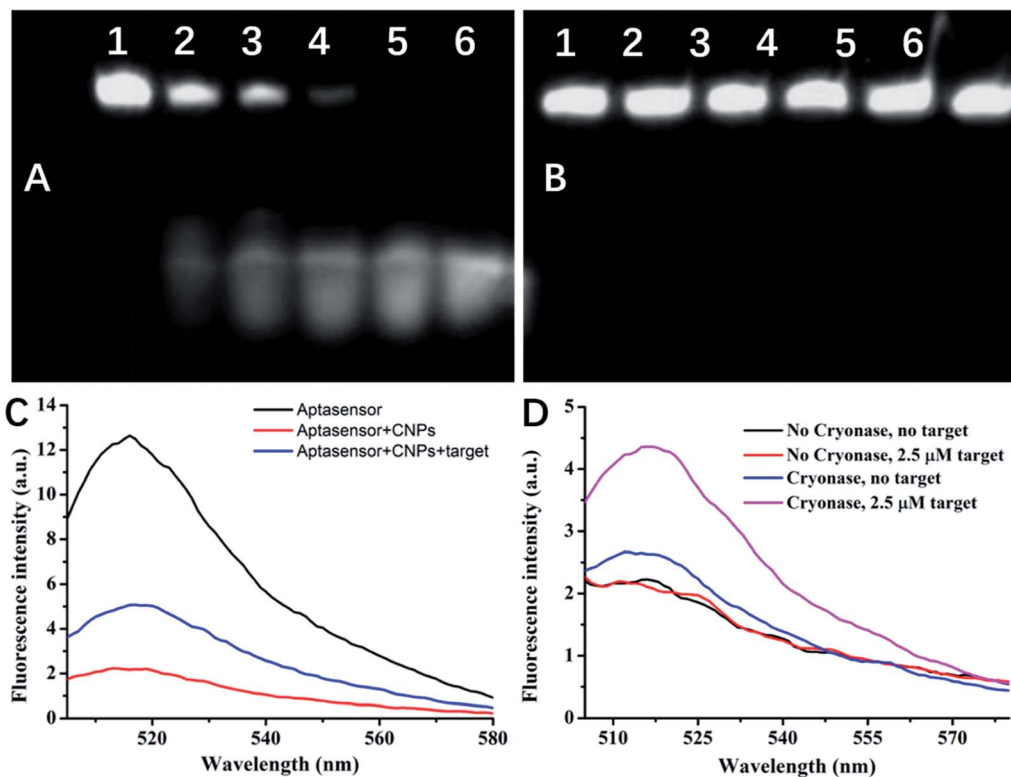 1 2 3 4 5 6
A
1 2 3 4 5 6
B
C
14
12
10
8
6
4
2
0
Fluorescence intensity (a.u.)
Aptasensor
Aptasensor+CNPs
Aptasensor+CNPs+target
520 540 560 580
Wavelength (nm)
D
5
4
3
2
1
0
Fluorescence intensity (a.u.)
No Cryonase, no target
No Cryonase, 2.5 μM target
Cryonase, no target
Cryonase, 2.5 μM target
510 525 540 555 570
Wavelength (nm)